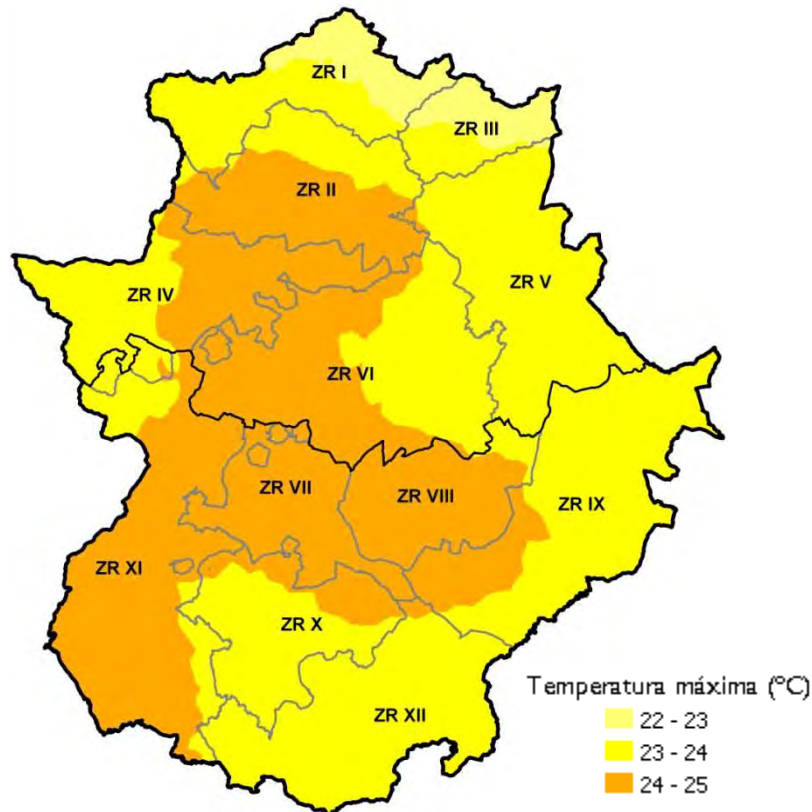 ZR I
ZR III
ZR II
ZR V
ZR IV
ZR VI
ZR VII
ZR VIII
ZR IX
ZR XI
ZR X
ZR XII
Temperatura máxima (ºC)
22 - 23
23 - 24
24 - 25